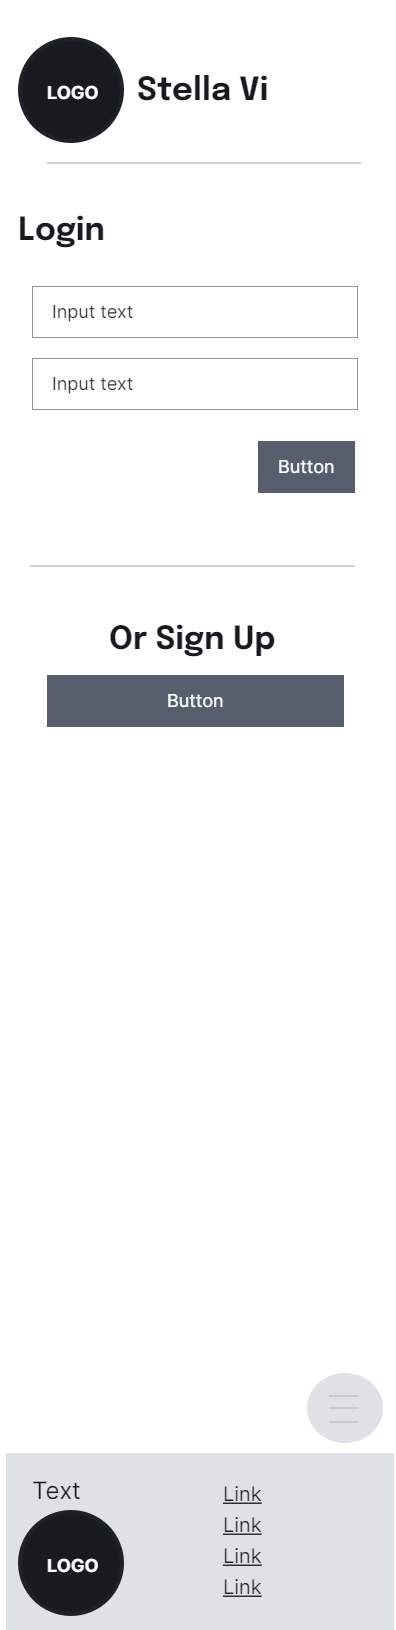 LOGO
Stella Vi
Login
Input text
Input text
Button
Or Sign Up
Button
Text
LOGO
Link
Link
Link
Link